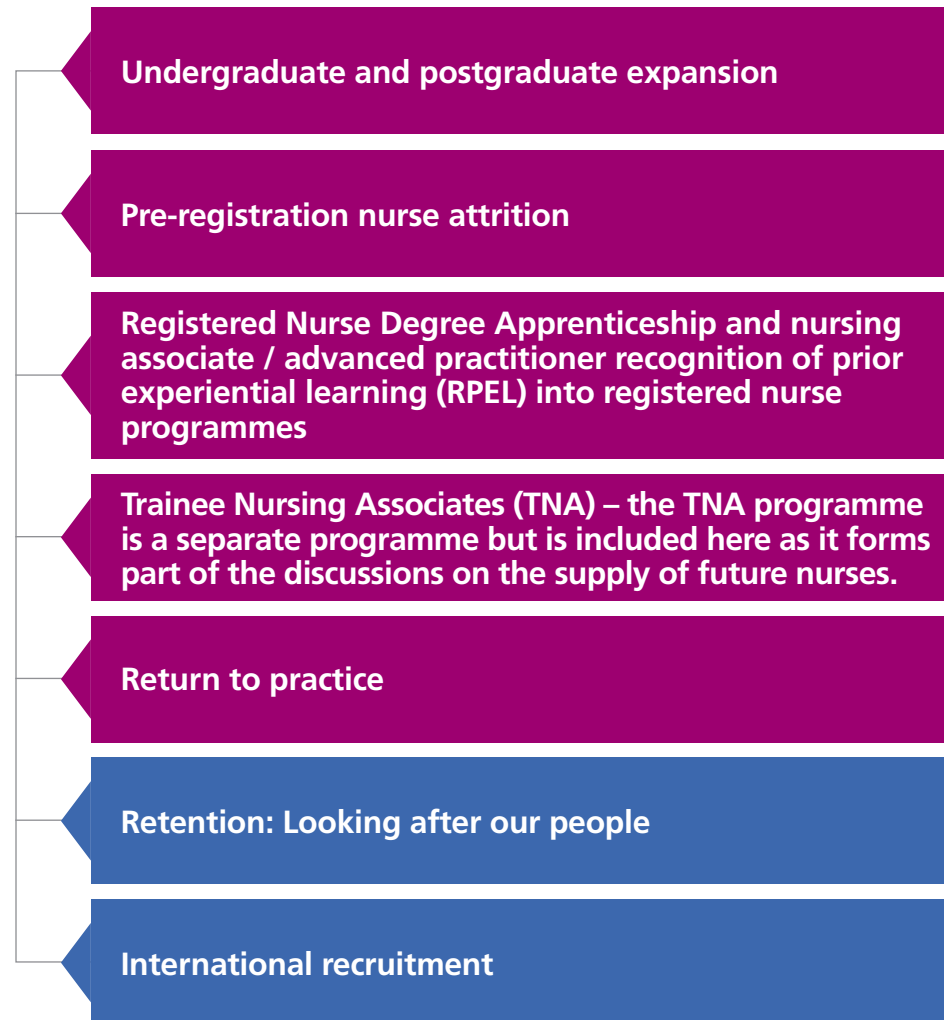 Undergraduate and postgraduate expansion
Pre-registration nurse attrition
Registered Nurse Degree Apprenticeship and nursing
associate / advanced practitioner recognition of prior
experiential learning (RPEL) into registered nurse
programmes
Trainee Nursing Associates (TNA) – the TNA programme
is a separate programme but is included here as it forms
part of the discussions on the supply of future nurses.
Return to practice
Retention: Looking after our people
International recruitment